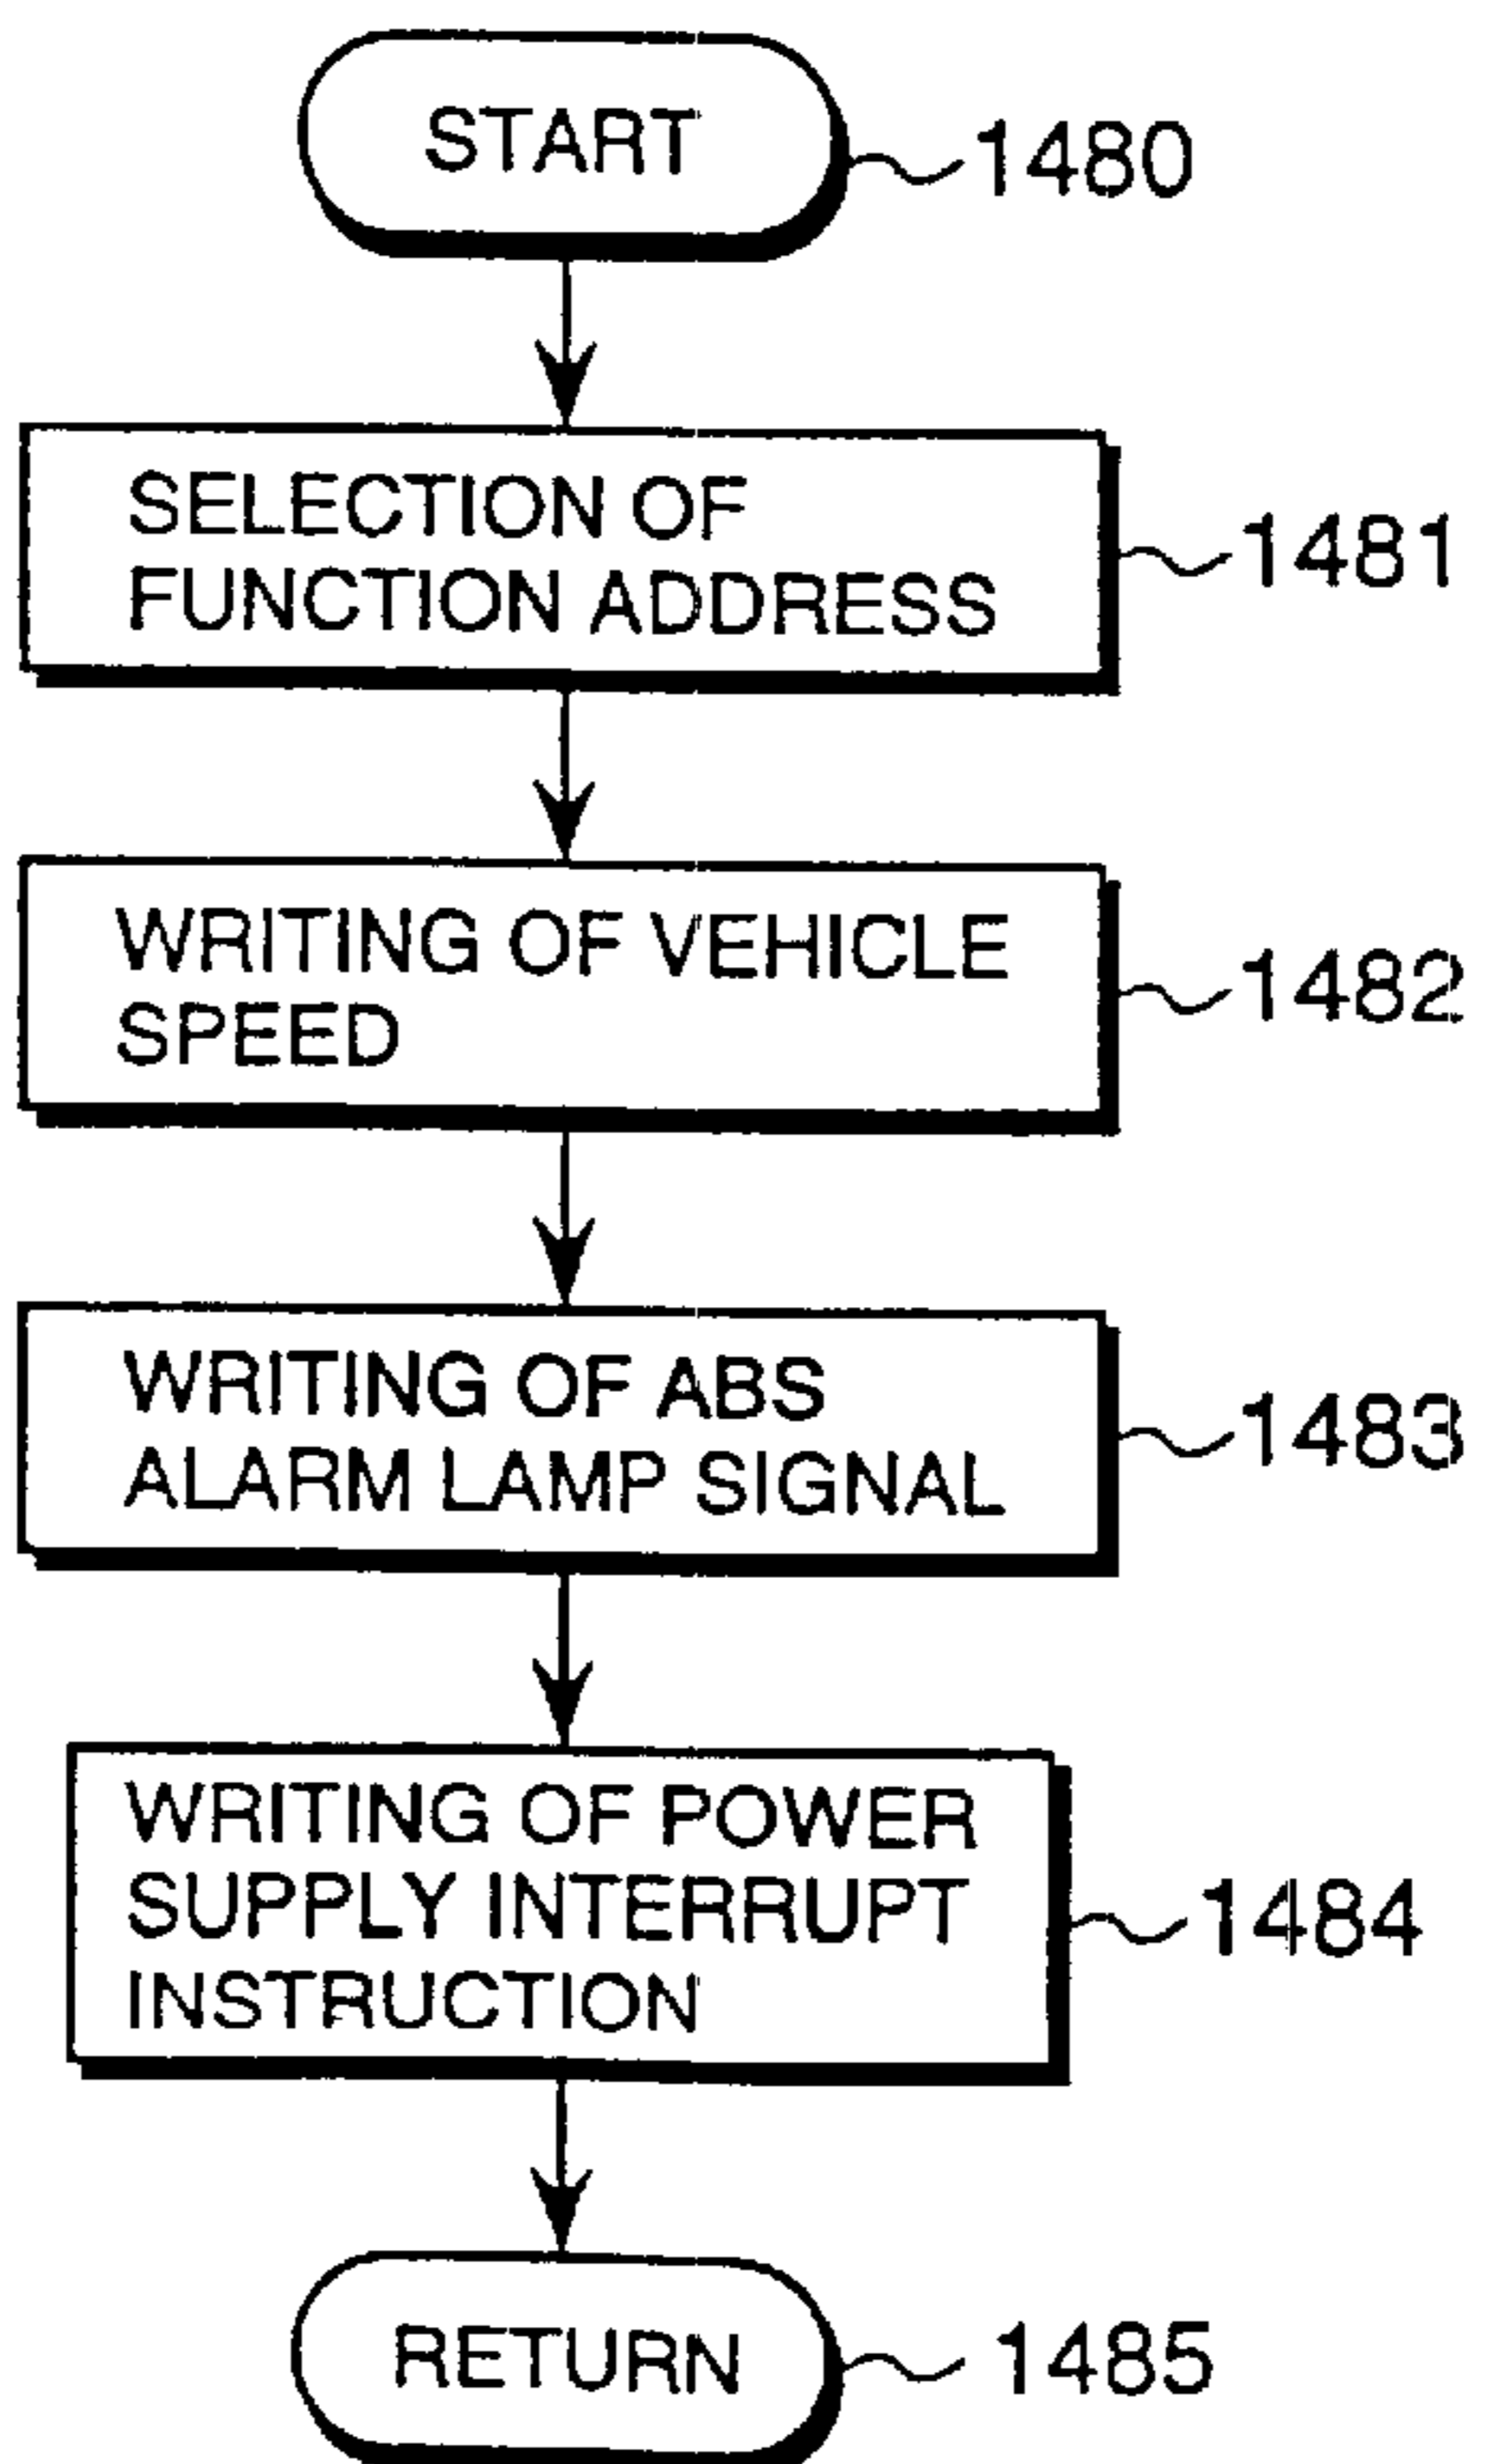 START
1480
SELECTION OF
FUNCTION ADDRESS
1481
WRITING OF VEHICLE
SPEED
1482
WRITING OF ABS
ALARM LAMP SIGNAL
1483
WRITING OF POWER
SUPPLY INTERRUPT
INSTRUCTION
1484
RETURN
1485